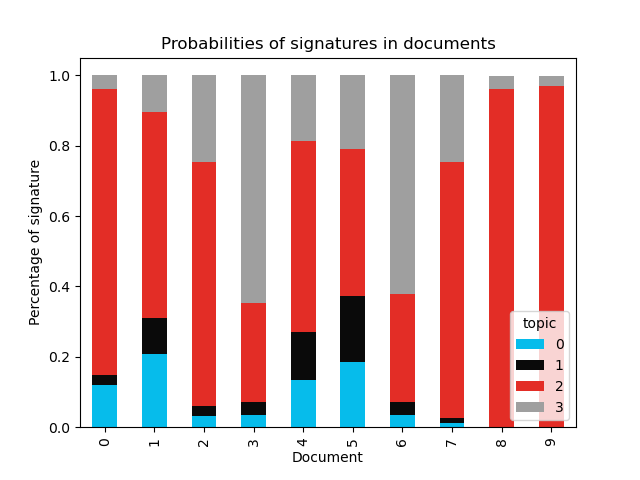 Probabilities of signatures in documents
Percentage of signature
1.0
0.8
0.6
0.4
0.2
0.0
0 1 2 3 4 5 6 7 8 9
Document
topic
0
1
2
3